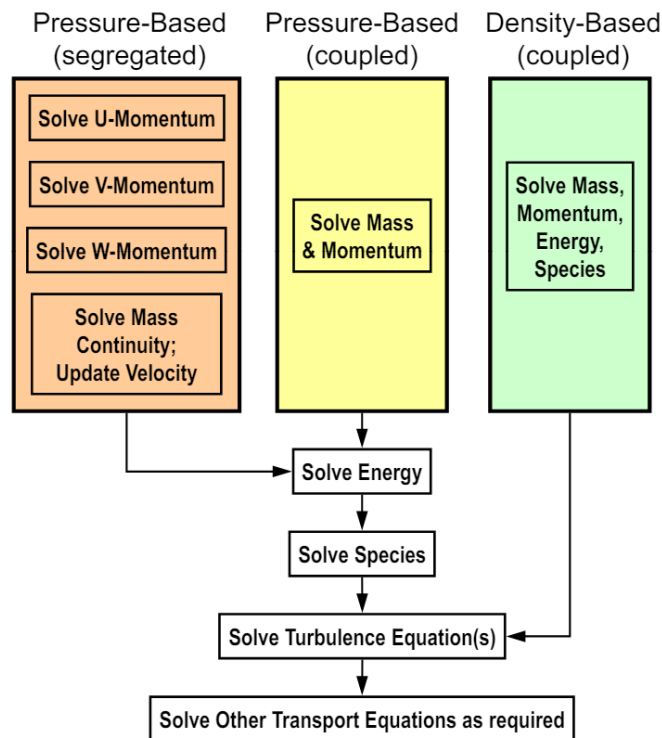 Pressure-Based
(segregated)
Pressure-Based
(coupled)
Density-Based
(coupled)
Solve U-Momentum
Solve V-Momentum
Solve W-Momentum
Solve Mass
Continuity;
Update Velocity
Solve Mass
& Momentum
Solve Mass,
Momentum,
Energy,
Species
Solve Energy
Solve Species
Solve Turbulence Equation(s)
Solve Other Transport Equations as required